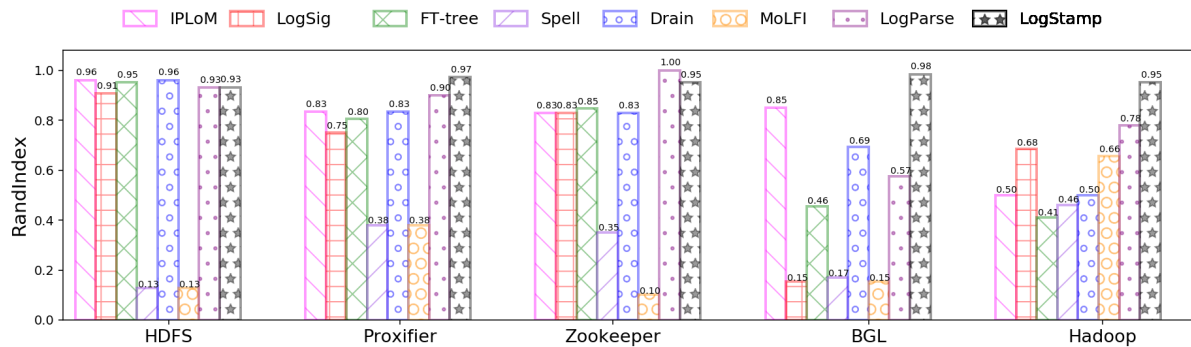 IPLoM LogSig FT-tree Spell Drain MoLFI LogParse LogStamp
RandIndex
1.0
0.8
0.6
0.4
0.2
0.0
0.96 0.91 0.95 0.13 0.96 0.13 0.93 0.93
0.83 0.75 0.80 0.38 0.83 0.38 0.90 0.97
0.83 0.83 0.85 0.35 0.83 0.10 1.00 0.95
0.85 0.15 0.46 0.17 0.69 0.15 0.57 0.98
0.50 0.68 0.41 0.46 0.50 0.66 0.78 0.95
HDFS Proxifier Zookeeper BGL Hadoop